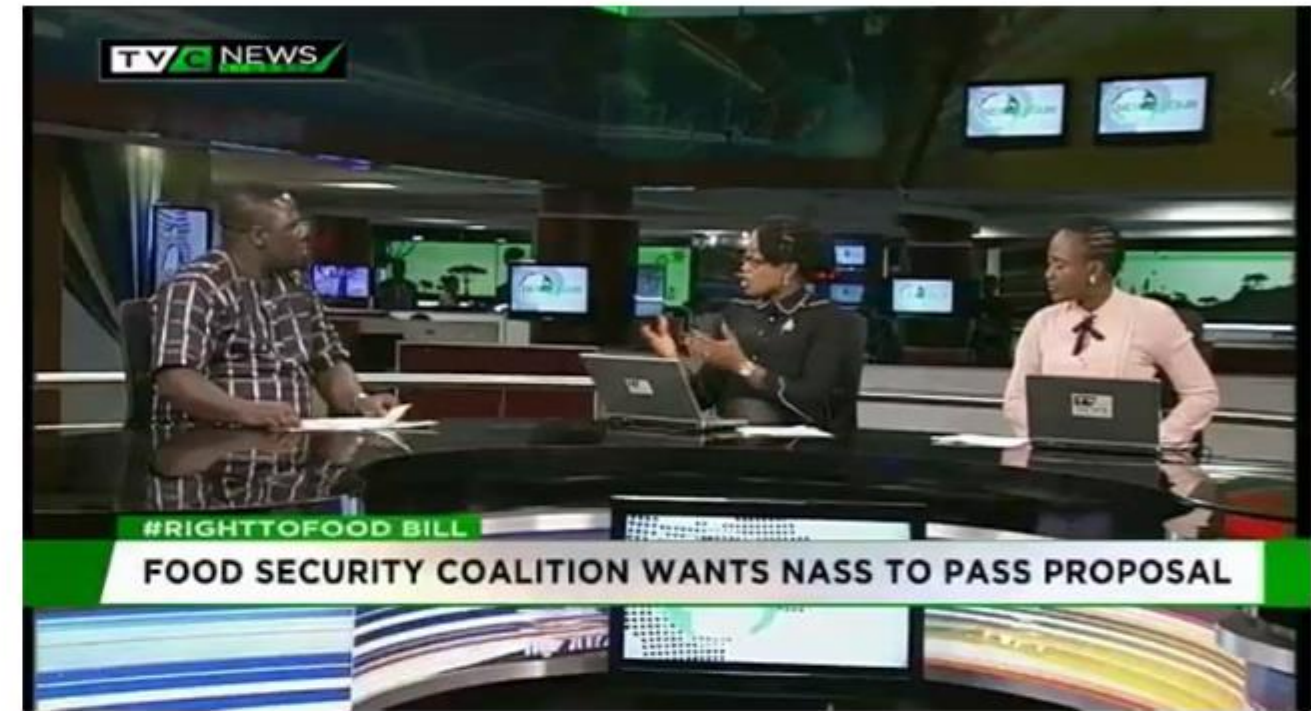 TVC NEWS
#RIGHTTOFOOD BILL
FOOD SECURITY COALITION WANTS NASS TO PASS PROPOSAL